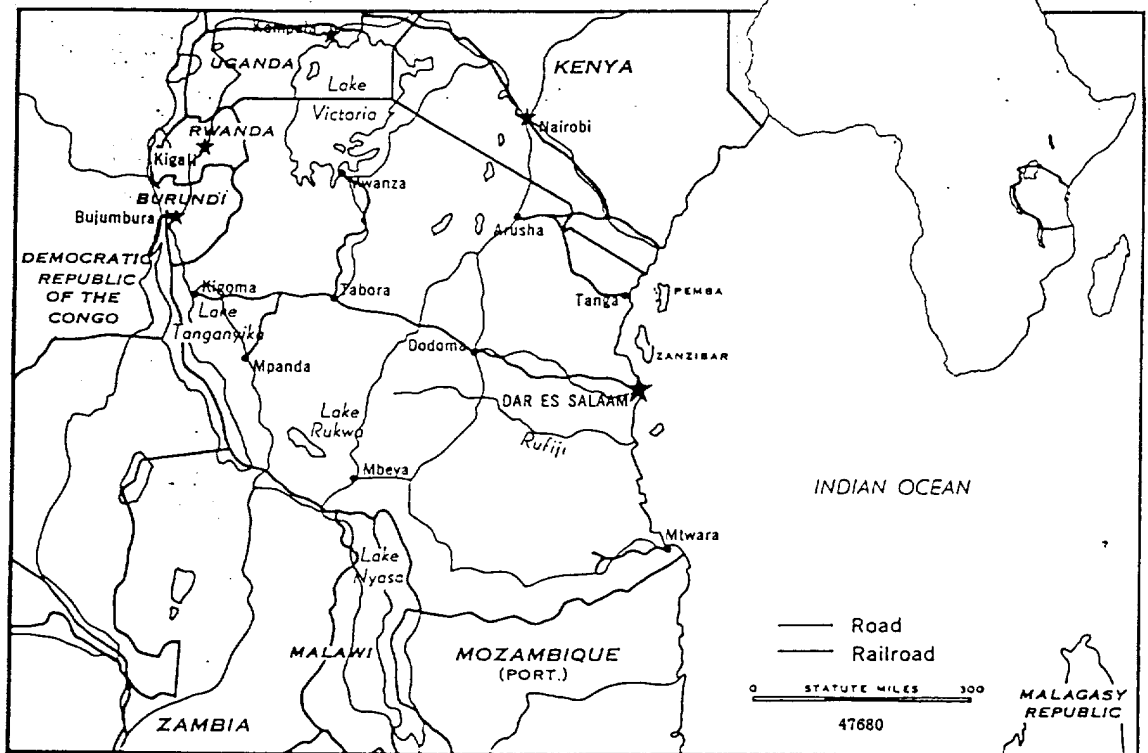 Kampala
UGANDA
KENYA
Lake
Victoria
Nairobi
RWANDA
Kigali
Mwanza
BURUNDI
Bujumbura
Arusha
DEMOCRATIC
REPUBLIC
OF THE
CONGO
Kigoma
Tabora
Tanga
PEMBA
Lake
Tanganyika
Dodoma
ZANZIBAR
Mpanda
DAR ES SALAAM
Lake
Rukwa
Rufiji
Mbeya
INDIAN OCEAN
Mtwara
Lake
Nyasa
Road
MALAWI
MOZAMBIQUE
(PORT.)
Railroad
0 STATUTE MILES 300
MALAGASY
REPUBLIC
ZAMBIA
47680